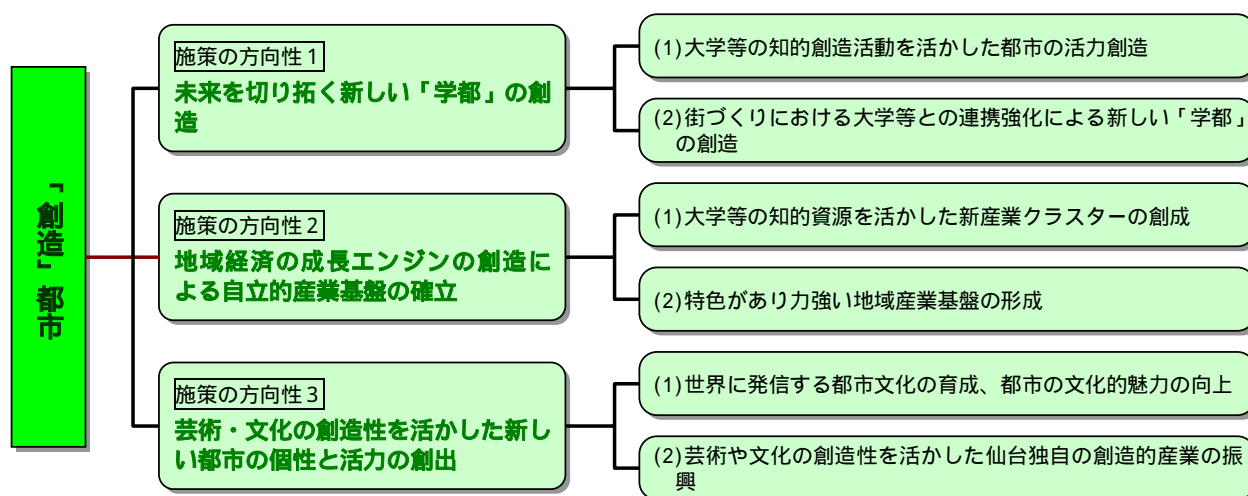 「創造」都市
施策の方向性1
未来を切り拓く新しい「学都」の創
造
(1)大学等の知的創造活動を活かした都市の活力創造
(2)街づくりにおける大学等との連携強化による新しい「学都」
の創造
施策の方向性2
地域経済の成長エンジンの創造に
よる自立的産業基盤の確立
(1)大学等の知的資源を活かした新産業クラスターの創成
(2)特色があり力強い地域産業基盤の形成
施策の方向性3
芸術・文化の創造性を活かした新し
い都市の個性と活力の創出
(1)世界に発信する都市文化の育成、都市の文化的魅力の向上
(2)芸術や文化の創造性を活かした仙台独自の創造的産業の振
興